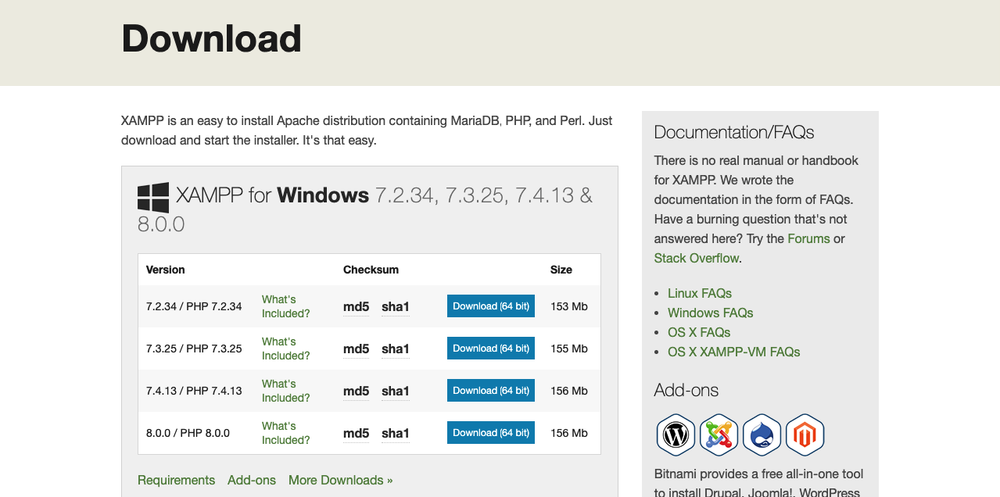 Download
XAMPP is an easy to install Apache distribution containing MariaDB, PHP, and Perl. Just
download and start the installer. It's that easy.
XAMPP for Windows 7.2.34, 7.3.25, 7.4.13 &
8.0.0
Version Checksum Size
7.2.34 / PHP 7.2.34 What's Included? md5 sha1 Download (64 bit) 153 Mb
7.3.25 / PHP 7.3.25 What's Included? md5 sha1 Download (64 bit) 155 Mb
7.4.13 / PHP 7.4.13 What's Included? md5 sha1 Download (64 bit) 156 Mb
8.0.0 / PHP 8.0.0 What's Included? md5 sha1 Download (64 bit) 156 Mb
Requirements Add-ons More Downloads »
Documentation/FAQs
There is no real manual or handbook
for XAMPP. We wrote the
documentation in the form of FAQs.
Have a burning question that's not
answered here? Try the Forums or
Stack Overflow.
• Linux FAQs
• Windows FAQs
• OS X FAQs
• OS X XAMPP-VM FAQs
Add-ons
Bitnami provides a free all-in-one tool
to install Drupal, Joomla!, WordPress